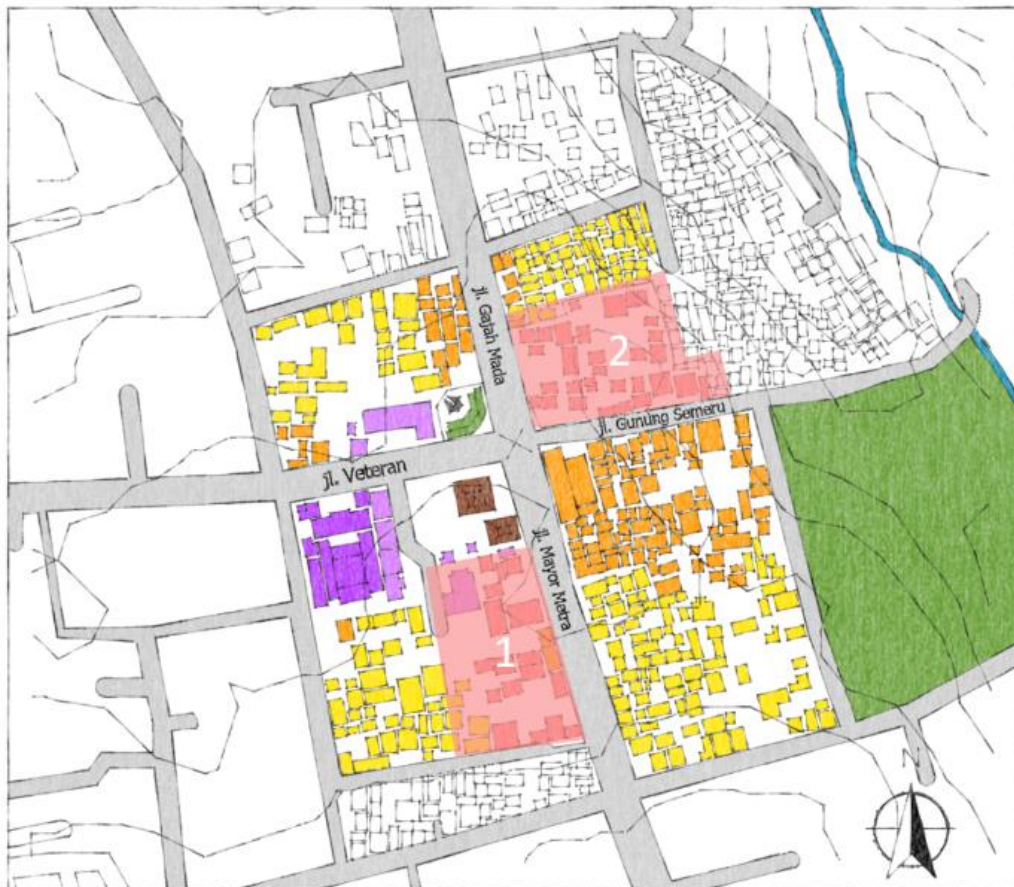 jl. Gajah Mada
2
jl. Gunung Semeru
jl. Veteran
jl. Mayor Metra
1